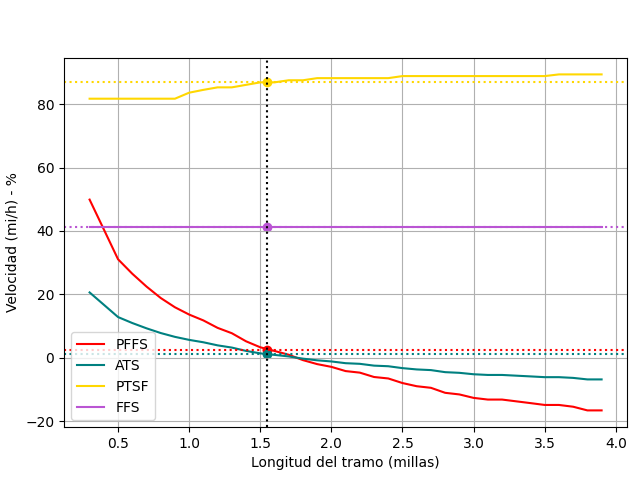 Velocidad (mi/h) - %
80
60
40
20
0
−20
PFFS
ATS
PTSF
FFS
0.5 1.0 1.5 2.0 2.5 3.0 3.5 4.0
Longitud del tramo (millas)